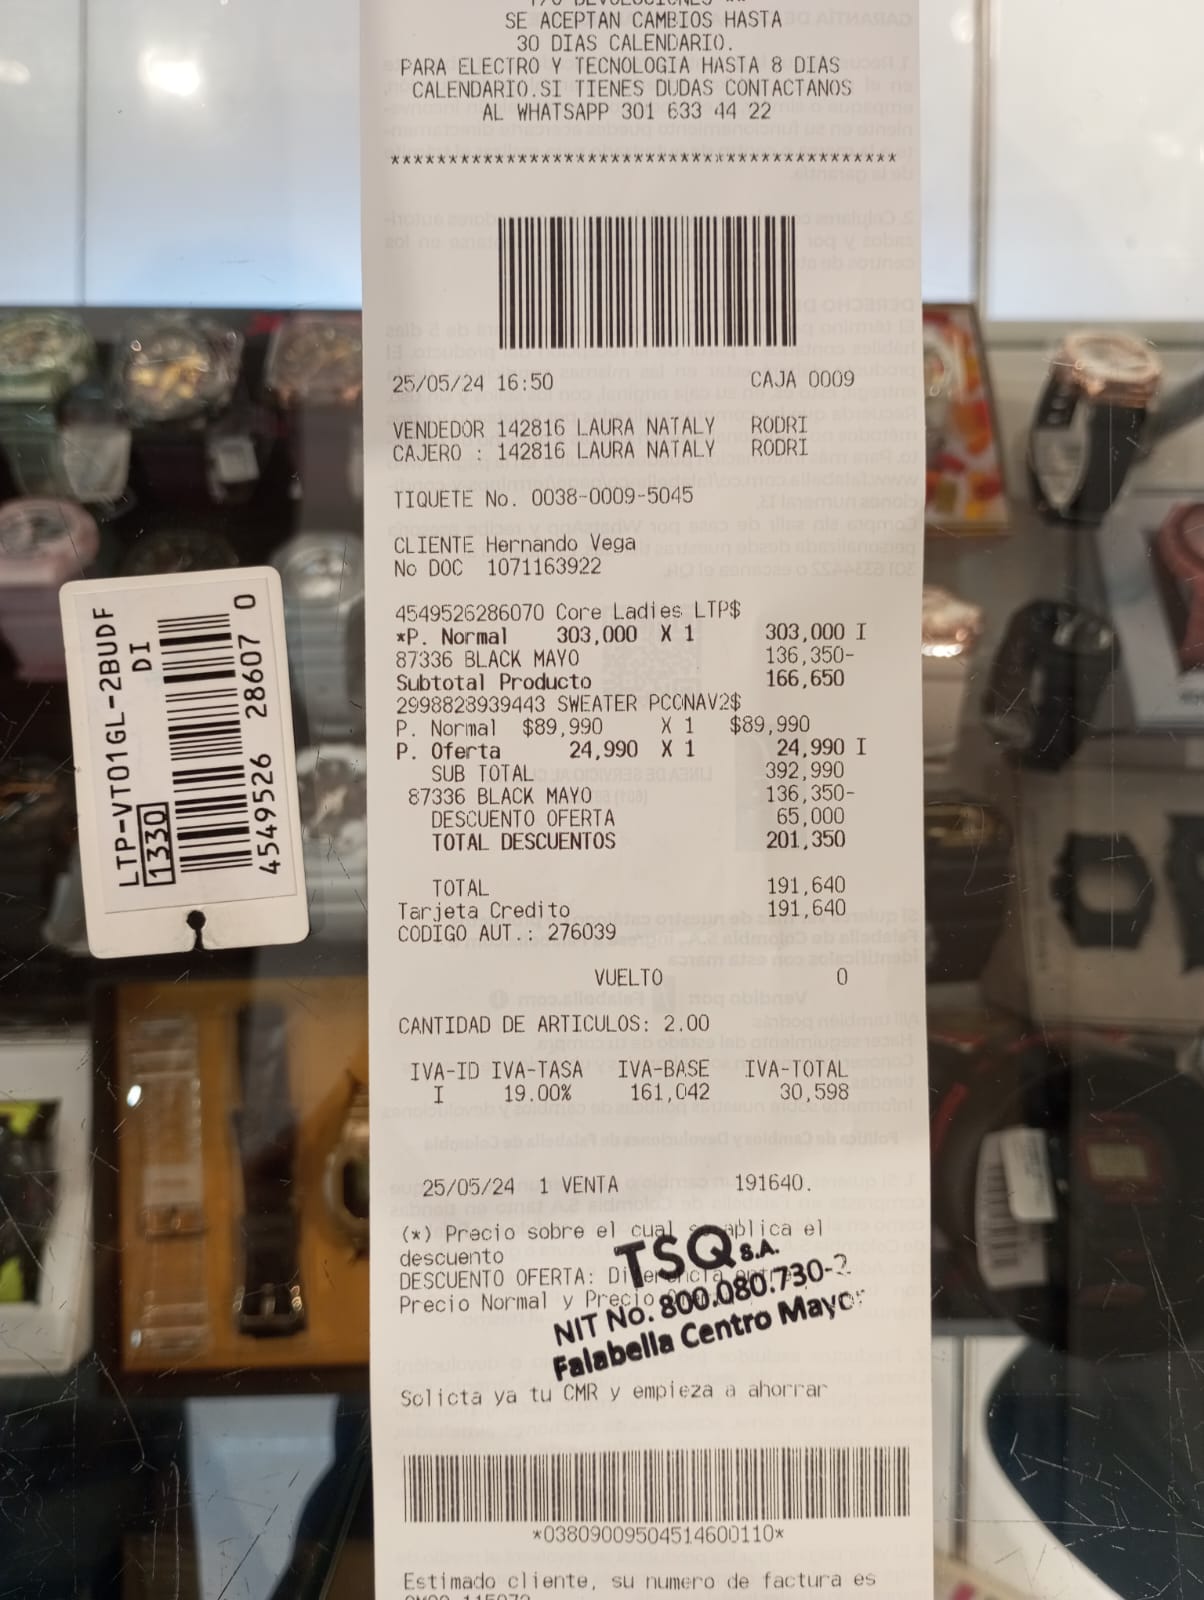 SE ACEPTAN CAMBIOS HASTA
30 DIAS CALENDARIO.
PARA ELECTRO Y TECNOLOGIA HASTA 8 DIAS
CALENDARIO.SI TIENES DUDAS CONTACTANOS
AL WHATSAPP 301 633 44 22
********************************************
25/05/24 16:50 CAJA 0009
VENDEDOR 142816 LAURA NATALY RODRI
CAJERO : 142816 LAURA NATALY RODRI
TIQUETE No. 0038-0009-5045
CLIENTE Hernando Vega
No DOC 1071163922
4549526286070 Core Ladies LTP$
*P. Normal 303,000 X 1 303,000 I
87336 BLACK MAYO 136,350-
Subtotal Producto 166,650
2998828939443 SWEATER PCONAV2$
P. Normal $89,990 X 1 $89,990
P. Oferta 24,990 X 1 24,990 I
SUB TOTAL 392,990
87336 BLACK MAYO 136,350-
DESCUENTO OFERTA 65,000
TOTAL DESCUENTOS 201,350
TOTAL 191,640
Tarjeta Credito 191,640
CODIGO AUT.: 276039
VUELTO 0
CANTIDAD DE ARTICULOS: 2.00
IVA-ID IVA-TASA IVA-BASE IVA-TOTAL
I 19.00% 161,042 30,598
25/05/24 1 VENTA 191640.
(*) Precio sobre el cual se aplica el
descuento
DESCUENTO OFERTA: Diferencia entre
Precio Normal y Precio
TSQ S.A.
NIT No. 800.080.730-2
Falabella Centro Mayor
Solicta ya tu CMR y empieza a ahorrar
*03809009504514600110*
Estimado cliente, su numero de factura es
LTP-VT01GL-2BUDF
DI
1330
4549526 28607 0